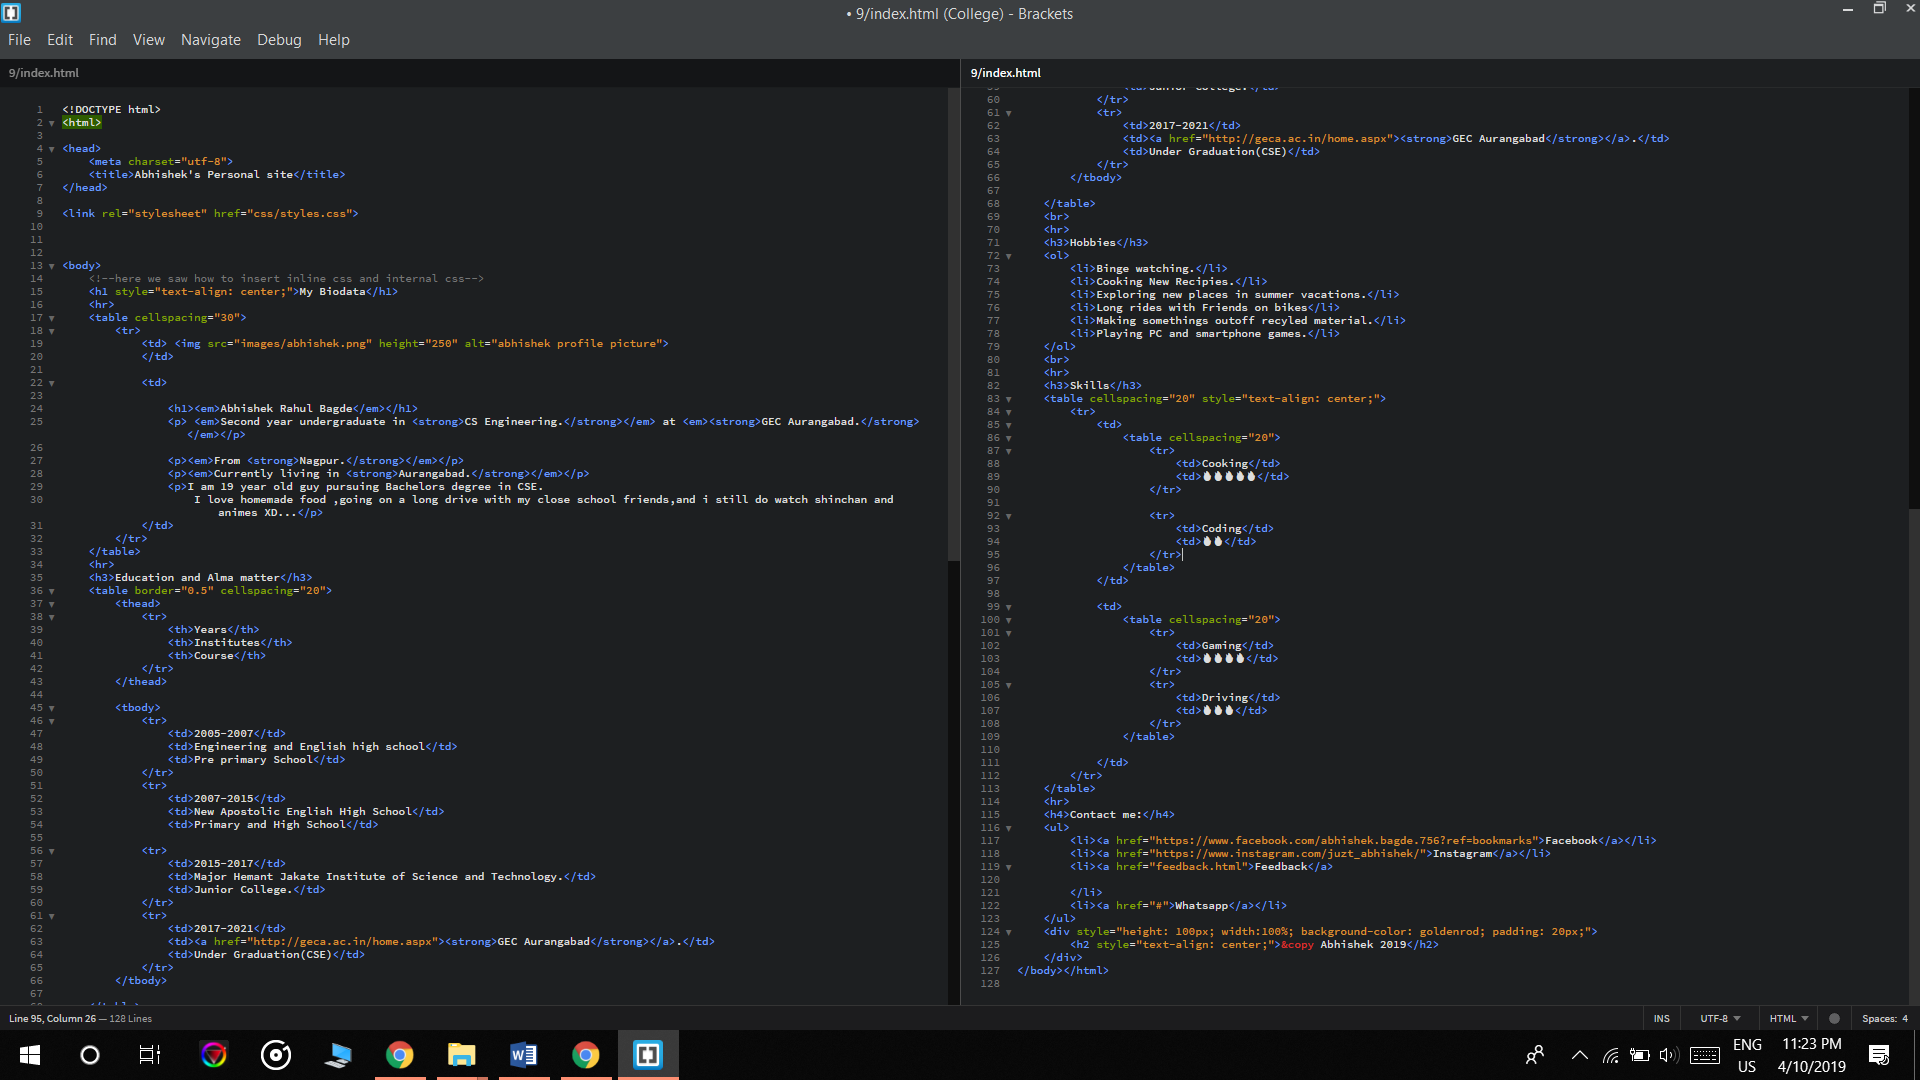 • 9/index.html (College) - Brackets
File Edit Find View Navigate Debug Help
9/index.html
1 <!DOCTYPE html>
2 <html>
3
4 <head>
5 <meta charset="utf-8">
6 <title>Abhishek's Personal site</title>
7 </head>
8
9 <link rel="stylesheet" href="css/styles.css">
10
11
12
13 <body>
14 <!--here we saw how to insert inline css and internal css-->
15 <h1 style="text-align: center;">My Biodata</h1>
16 <hr>
17 <table cellspacing="30">
18 <tr>
19 <td> <img src="images/abhishek.png" height="250" alt="abhishek profile picture">
20 </td>
21
22 <td>
23
24 <h1><em>Abhishek Rahul Bagde</em></h1>
25 <p> <em>Second year undergraduate in <strong>CS Engineering.</strong></em> at <em><strong>GEC Aurangabad.</strong>
</em></p>
26
27 <p><em>From <strong>Nagpur.</strong></em></p>
28 <p><em>Currently living in <strong>Aurangabad.</strong></em></p>
29 <p>I am 19 year old guy pursuing Bachelors degree in CSE.
30 I love homemade food ,going on a long drive with my close school friends,and i still do watch shinchan and
animes XD...</p>
31 </td>
32 </tr>
33 </table>
34 <hr>
35 <h3>Education and Alma matter</h3>
36 <table border="0.5" cellspacing="20">
37 <thead>
38 <tr>
39 <th>Years</th>
40 <th>Institutes</th>
41 <th>Course</th>
42 </tr>
43 </thead>
44
45 <tbody>
46 <tr>
47 <td>2005-2007</td>
48 <td>Engineering and English high school</td>
49 <td>Pre primary School</td>
50 </tr>
51 <tr>
52 <td>2007-2015</td>
53 <td>New Apostolic English High School</td>
54 <td>Primary and High School</td>
55
56 <tr>
57 <td>2015-2017</td>
58 <td>Major Hemant Jakate Institute of Science and Technology.</td>
59 <td>Junior College.</td>
60 </tr>
61 <tr>
62 <td>2017-2021</td>
63 <td><a href="http://geca.ac.in/home.aspx"><strong>GEC Aurangabad</strong></a>.</td>
64 <td>Under Graduation(CSE)</td>
65 </tr>
66 </tbody>
67
9/index.html
60 </tr>
61 <tr>
62 <td>2017-2021</td>
63 <td><a href="http://geca.ac.in/home.aspx"><strong>GEC Aurangabad</strong></a>.</td>
64 <td>Under Graduation(CSE)</td>
65 </tr>
66 </tbody>
67
68 </table>
69 <br>
70 <hr>
71 <h3>Hobbies</h3>
72 <ol>
73 <li>Binge watching.</li>
74 <li>Cooking New Recipies.</li>
75 <li>Exploring new places in summer vacations.</li>
76 <li>Long rides with Friends on bikes</li>
77 <li>Making somethings outoff recyled material.</li>
78 <li>Playing PC and smartphone games.</li>
79 </ol>
80 <br>
81 <hr>
82 <h3>Skills</h3>
83 <table cellspacing="20" style="text-align: center;">
84 <tr>
85 <td>
86 <table cellspacing="20">
87 <tr>
88 <td>Cooking</td>
89 <td>🔥🔥🔥🔥🔥</td>
90 </tr>
91
92 <tr>
93 <td>Coding</td>
94 <td>🔥🔥</td>
95 </tr>
96 </table>
97 </td>
98
99 <td>
100 <table cellspacing="20">
101 <tr>
102 <td>Gaming</td>
103 <td>🔥🔥🔥🔥</td>
104 </tr>
105 <tr>
106 <td>Driving</td>
107 <td>🔥🔥🔥</td>
108 </tr>
109 </table>
110
111 </td>
112 </tr>
113 </table>
114 <hr>
115 <h4>Contact me:</h4>
116 <ul>
117 <li><a href="https://www.facebook.com/abhishek.bagde.756?ref=bookmarks">Facebook</a></li>
118 <li><a href="https://www.instagram.com/juzt_abhishek/">Instagram</a></li>
119 <li><a href="feedback.html">Feedback</a>
120
121 </li>
122 <li><a href="#">Whatsapp</a></li>
123 </ul>
124 <div style="height: 100px; width:100%; background-color: goldenrod; padding: 20px;">
125 <h2 style="text-align: center;">&copy Abhishek 2019</h2>
126 </div>
127 </body></html>
128
Line 95, Column 26 — 128 Lines
INS UTF-8 HTML Spaces: 4
ENG
US
11:23 PM
4/10/2019